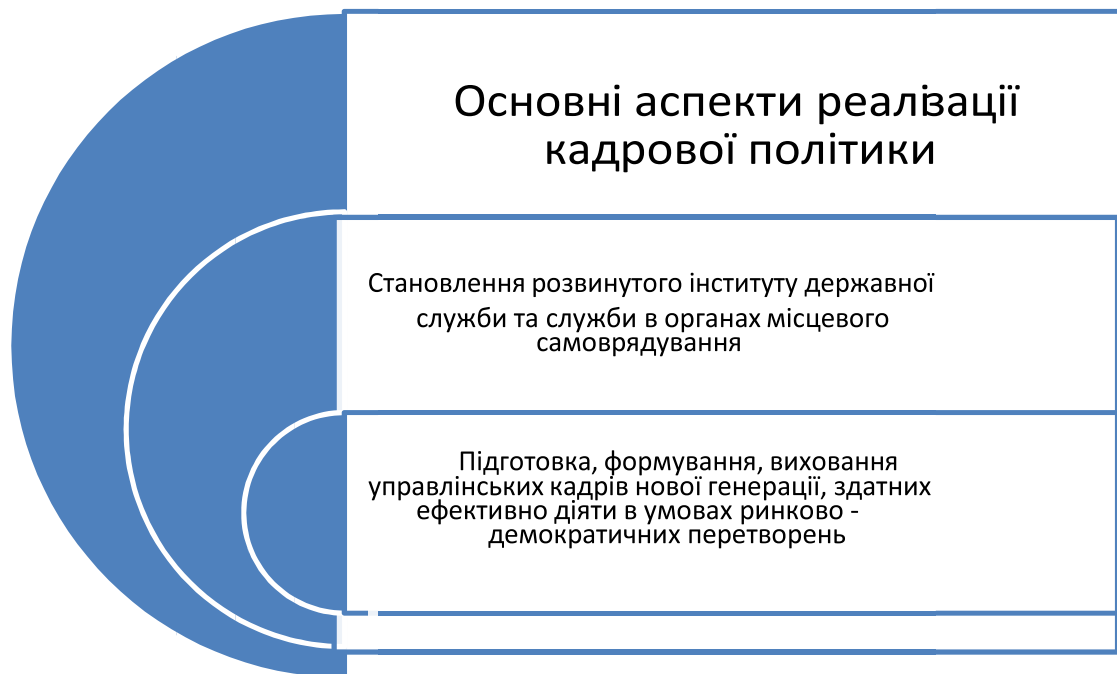 Основні аспекти реалізації
кадрової політики
Становлення розвинутого інституту державної
служби та служби в органах місцевого
самоврядування
Підготовка, формування, виховання
управлінських кадрів нової генерації, здатних
ефективно діяти в умовах ринково -
демократичних перетворень